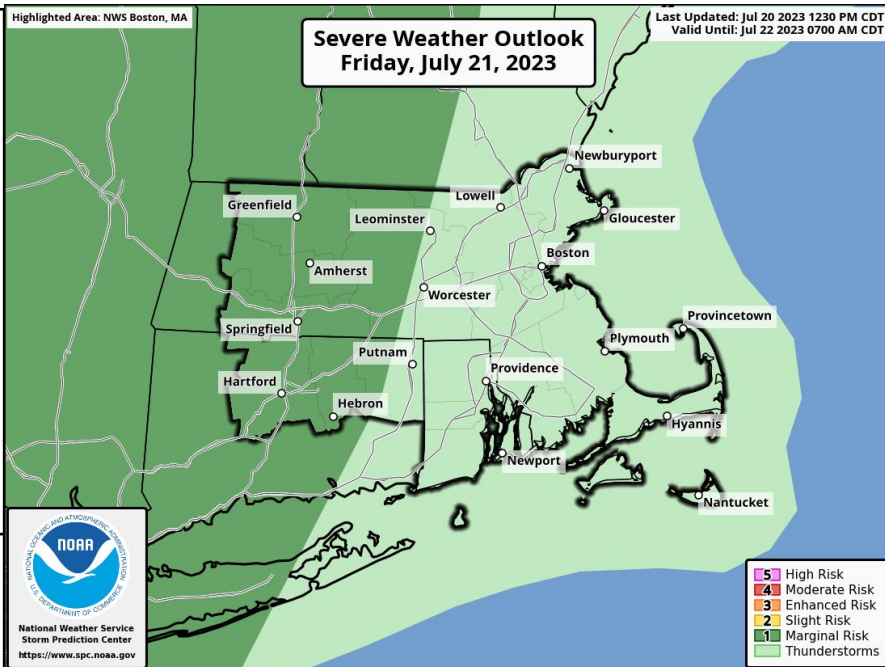 Highlighted Area: NWS Boston, MA
Severe Weather Outlook
Friday, July 21, 2023
Last Updated: Jul 20 2023 1230 PM CDT
Valid Until: Jul 22 2023 0700 AM CDT
Newburyport
Lowell
Greenfield
Gloucester
Leominster
Boston
Amherst
Worcester
Provincetown
Springfield
Plymouth
Putnam
Providence
Hartford
Hebron
Hyannis
Newport
Nantucket
NATIONAL OCEANIC AND ATMOSPHERIC ADMINISTRATION
NOAA
U.S. DEPARTMENT OF COMMERCE
National Weather Service
Storm Prediction Center
https://www.spc.noaa.gov
5 High Risk
4 Moderate Risk
3 Enhanced Risk
2 Slight Risk
1 Marginal Risk
Thunderstorms